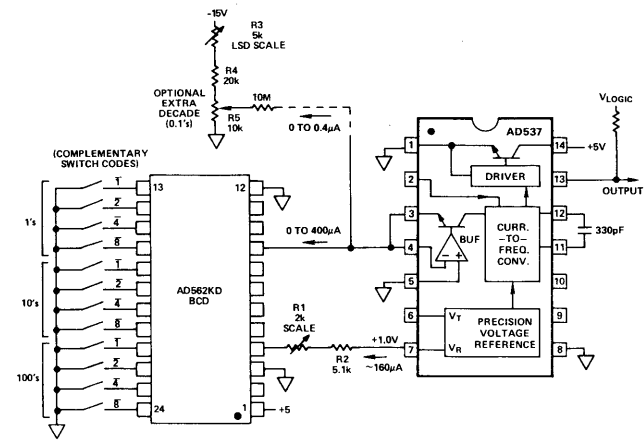 -15V
R3
5k
LSD SCALE
R4
20k
OPTIONAL
EXTRA
DECADE
(0.1's)
R5
10k
10M
0 TO 0.4μA
(COMPLEMENTARY
SWITCH CODES)
1's
1̅
2̅
4̅
8̅
10's
1̅
2̅
4̅
8̅
100's
1̅
2̅
4̅
8̅
13
12
24
1
AD562KD
BCD
+5
0 TO 400μA
R1
2k
SCALE
R2
5.1k
+1.0V
~160μA
AD537
1
2
3
4
5
6
7
14
13
12
11
10
9
8
DRIVER
BUF
- +
CURR.
-TO-
FREQ.
CONV.
VT
VR
PRECISION
VOLTAGE
REFERENCE
VLOGIC
+5V
OUTPUT
330pF